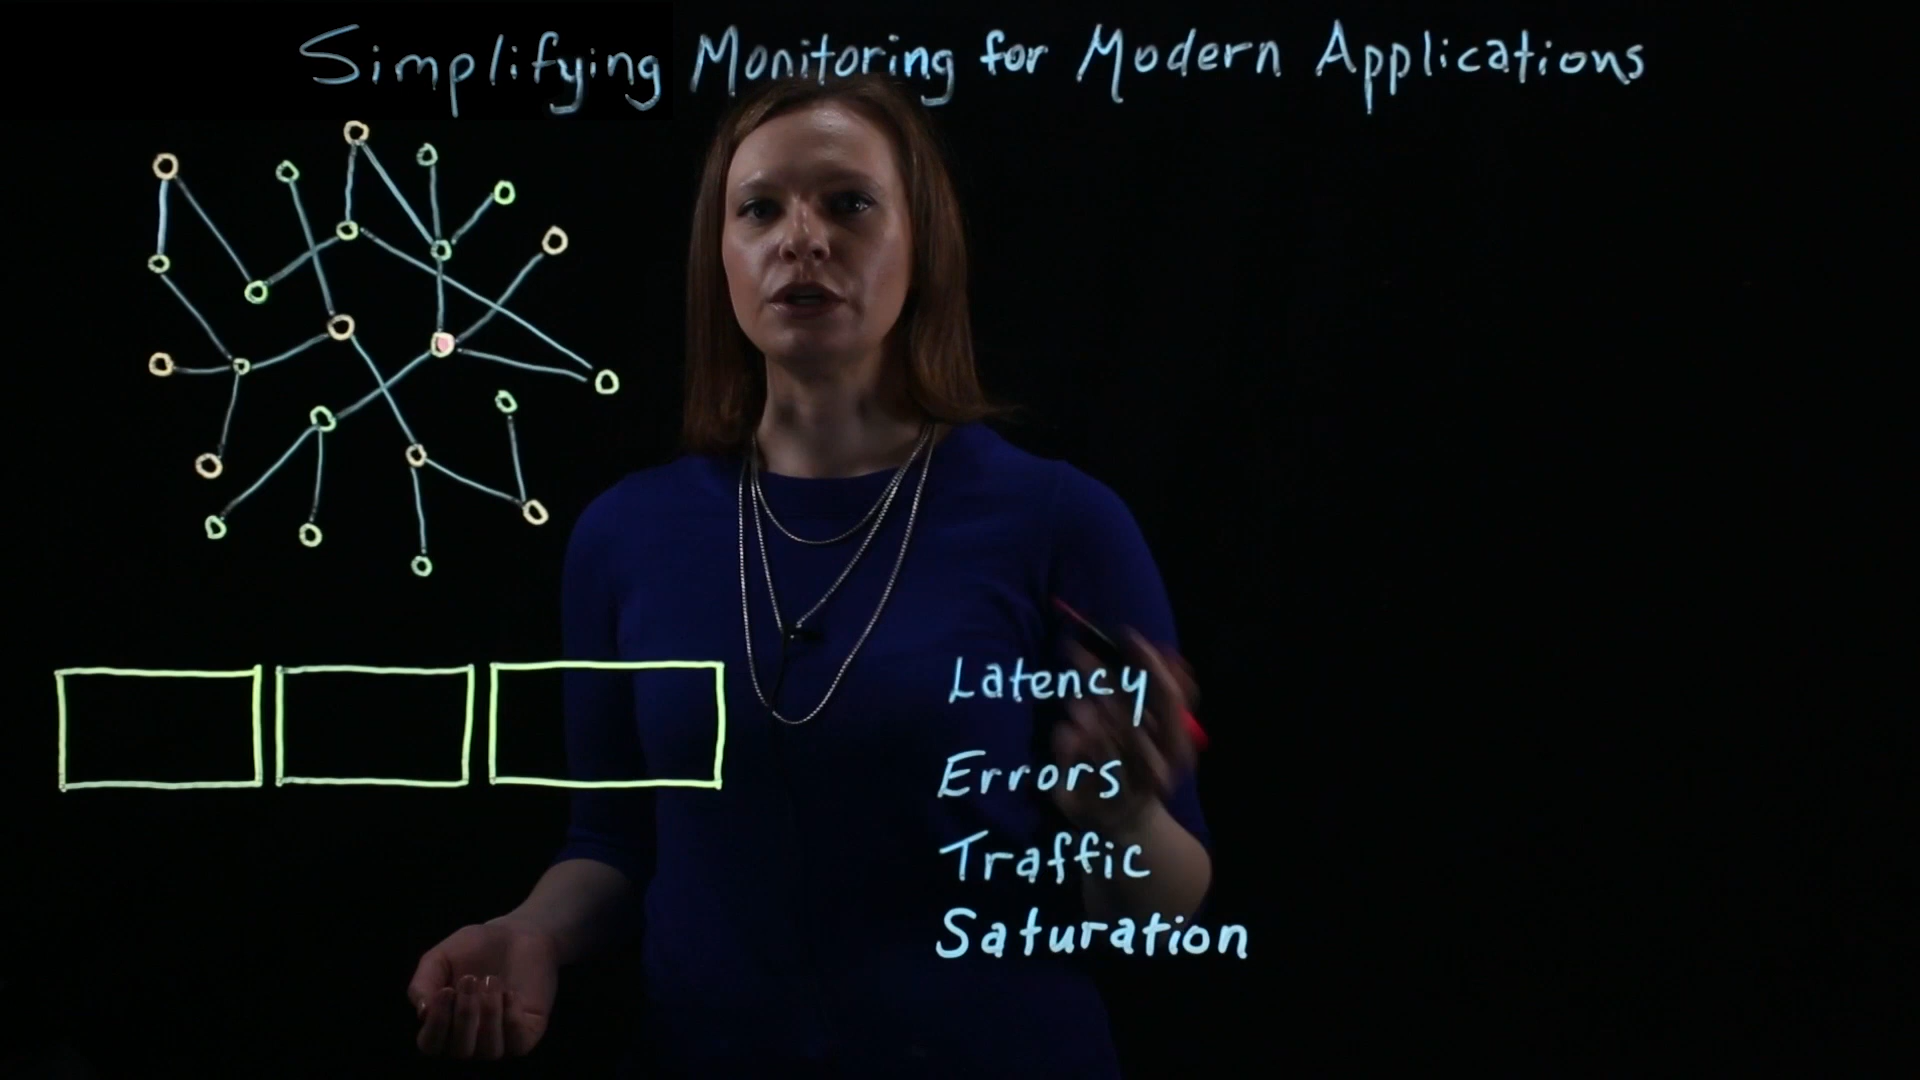 Simplifying Monitoring for Modern Applications
Latency
Errors
Traffic
Saturation